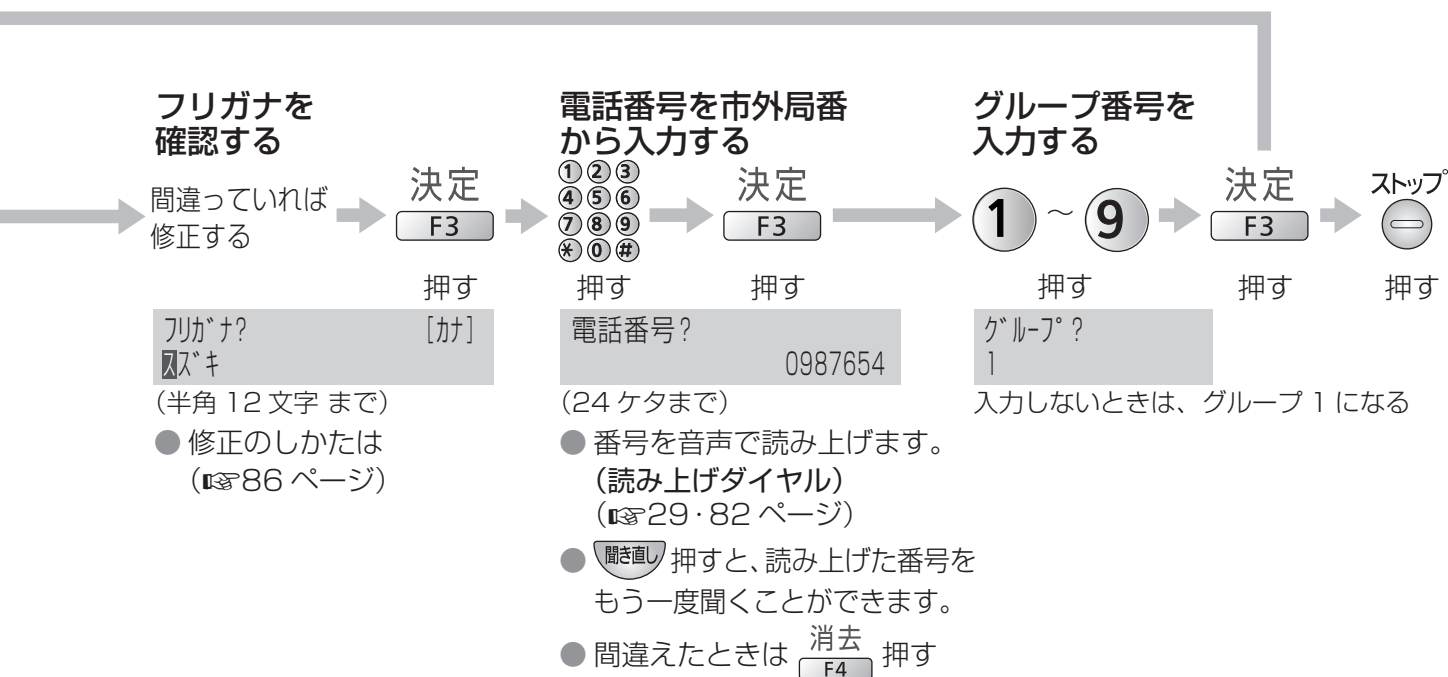 フリガナを
確認する
間違っていれば
修正する
決定
F3
押す
ﾌﾘｶﾞﾅ? [ｶﾅ]
ｽｽﾞｷ
（半角 12 文字 まで）
● 修正のしかたは
（☞86 ページ）
電話番号を市外局番
から入力する
① ② ③
④ ⑤ ⑥
⑦ ⑧ ⑨
＊ ⓪ ＃
押す
決定
F3
押す
電話番号?
0987654
（24 ケタまで）
● 番号を音声で読み上げます。
（読み上げダイヤル）
（☞29・82 ページ）
● 聞き直し 押すと、読み上げた番号を
もう一度聞くことができます。
● 間違えたときは 消去 F4 押す
グループ番号を
入力する
1 ～ 9
押す
決定
F3
押す
ｸﾞﾙｰﾌﾟ?
1
入力しないときは、グループ 1 になる
ストップ
押す